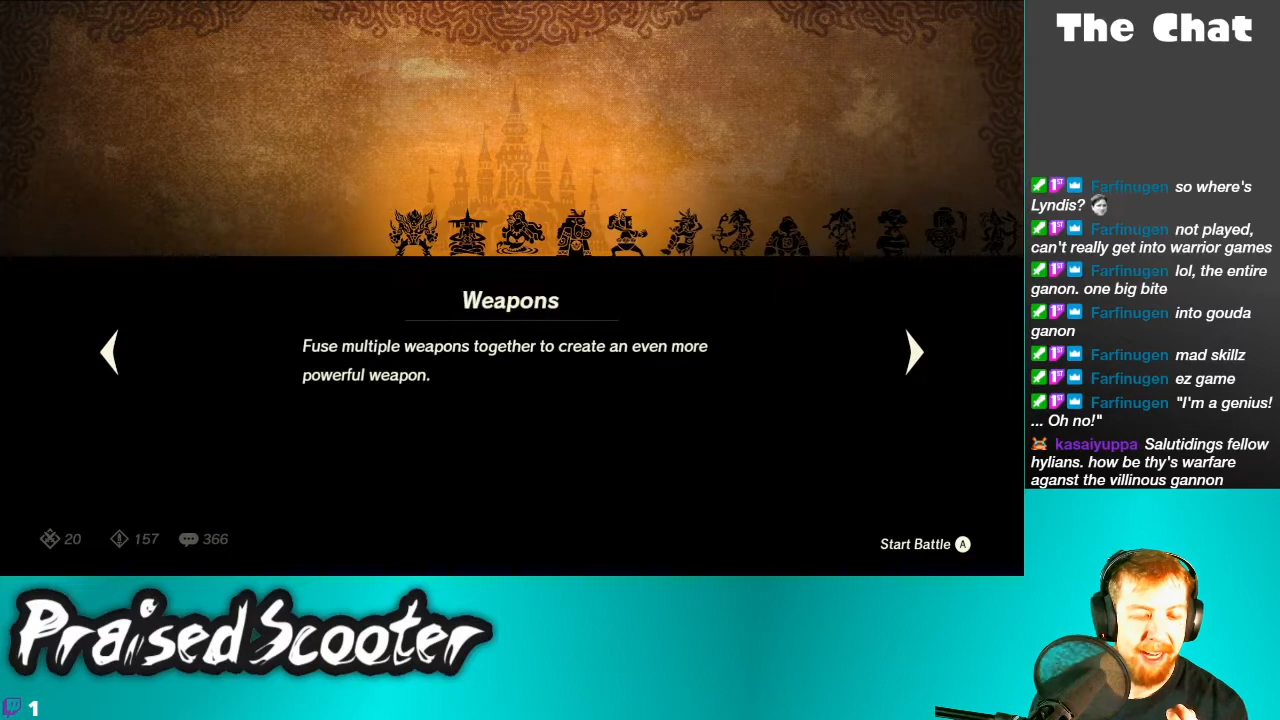 The Chat
Farfinugen so where's
Lyndis?
Farfinugen not played,
can't really get into warrior games
Farfinugen lol, the entire
ganon. one big bite
Farfinugen into gouda
ganon
Farfinugen mad skillz
Farfinugen ez game
Farfinugen "I'm a genius!
... Oh no!"
kasaiyuppa Salutidings fellow
hylians. how be thy's warfare
aganst the villinous gannon
Weapons
Fuse multiple weapons together to create an even more
powerful weapon.
20 157 366
Start Battle A
PraisedScooter
1